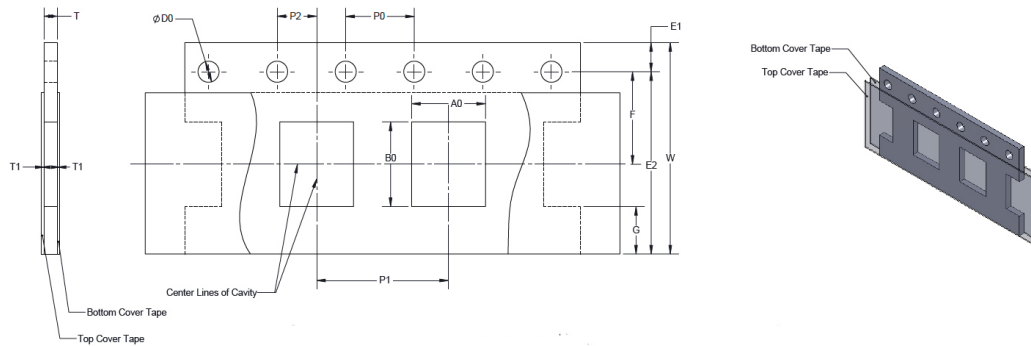 T
ϕD0
P2
P0
E1
Bottom Cover Tape
Top Cover Tape
A0
F
B0
E2
W
T1
T1
G
P1
Center Lines of Cavity
Bottom Cover Tape
Top Cover Tape